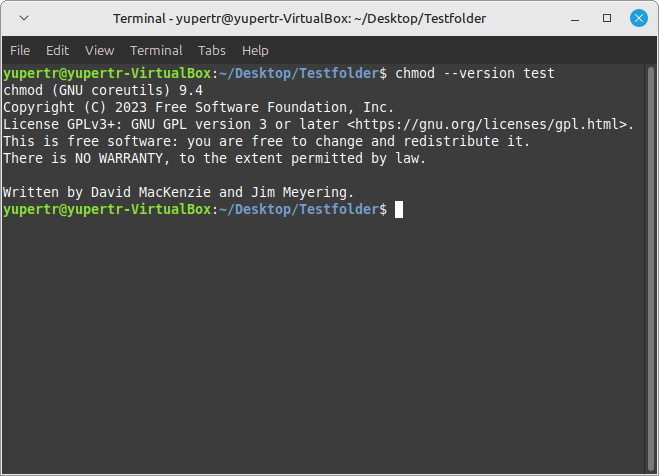 Terminal - yupertr@yupertr-VirtualBox: ~/Desktop/Testfolder
File Edit View Terminal Tabs Help
yupertr@yupertr-VirtualBox:~/Desktop/Testfolder$ chmod --version test
chmod (GNU coreutils) 9.4
Copyright (C) 2023 Free Software Foundation, Inc.
License GPLv3+: GNU GPL version 3 or later <https://gnu.org/licenses/gpl.html>.
This is free software: you are free to change and redistribute it.
There is NO WARRANTY, to the extent permitted by law.
Written by David MacKenzie and Jim Meyering.
yupertr@yupertr-VirtualBox:~/Desktop/Testfolder$